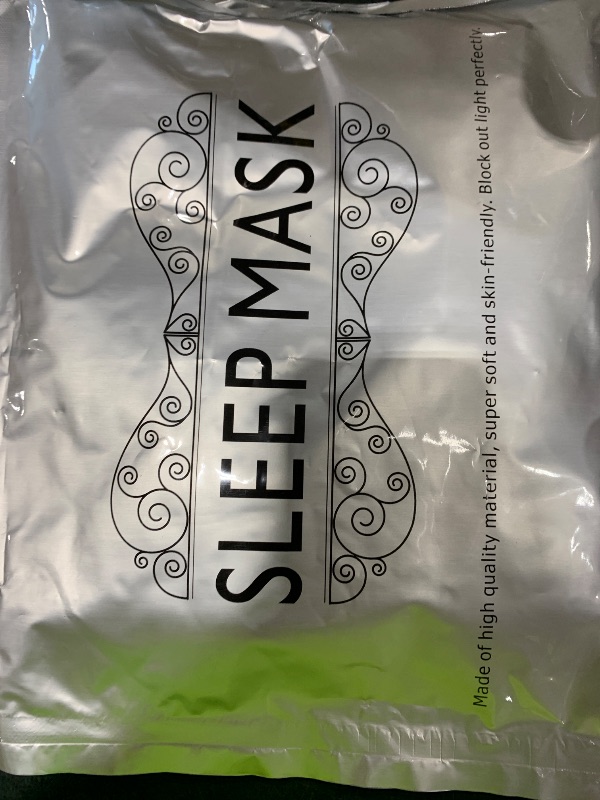 SLEEP MASK
Made of high quality material, super soft and skin-friendly. Block out light perfectly.